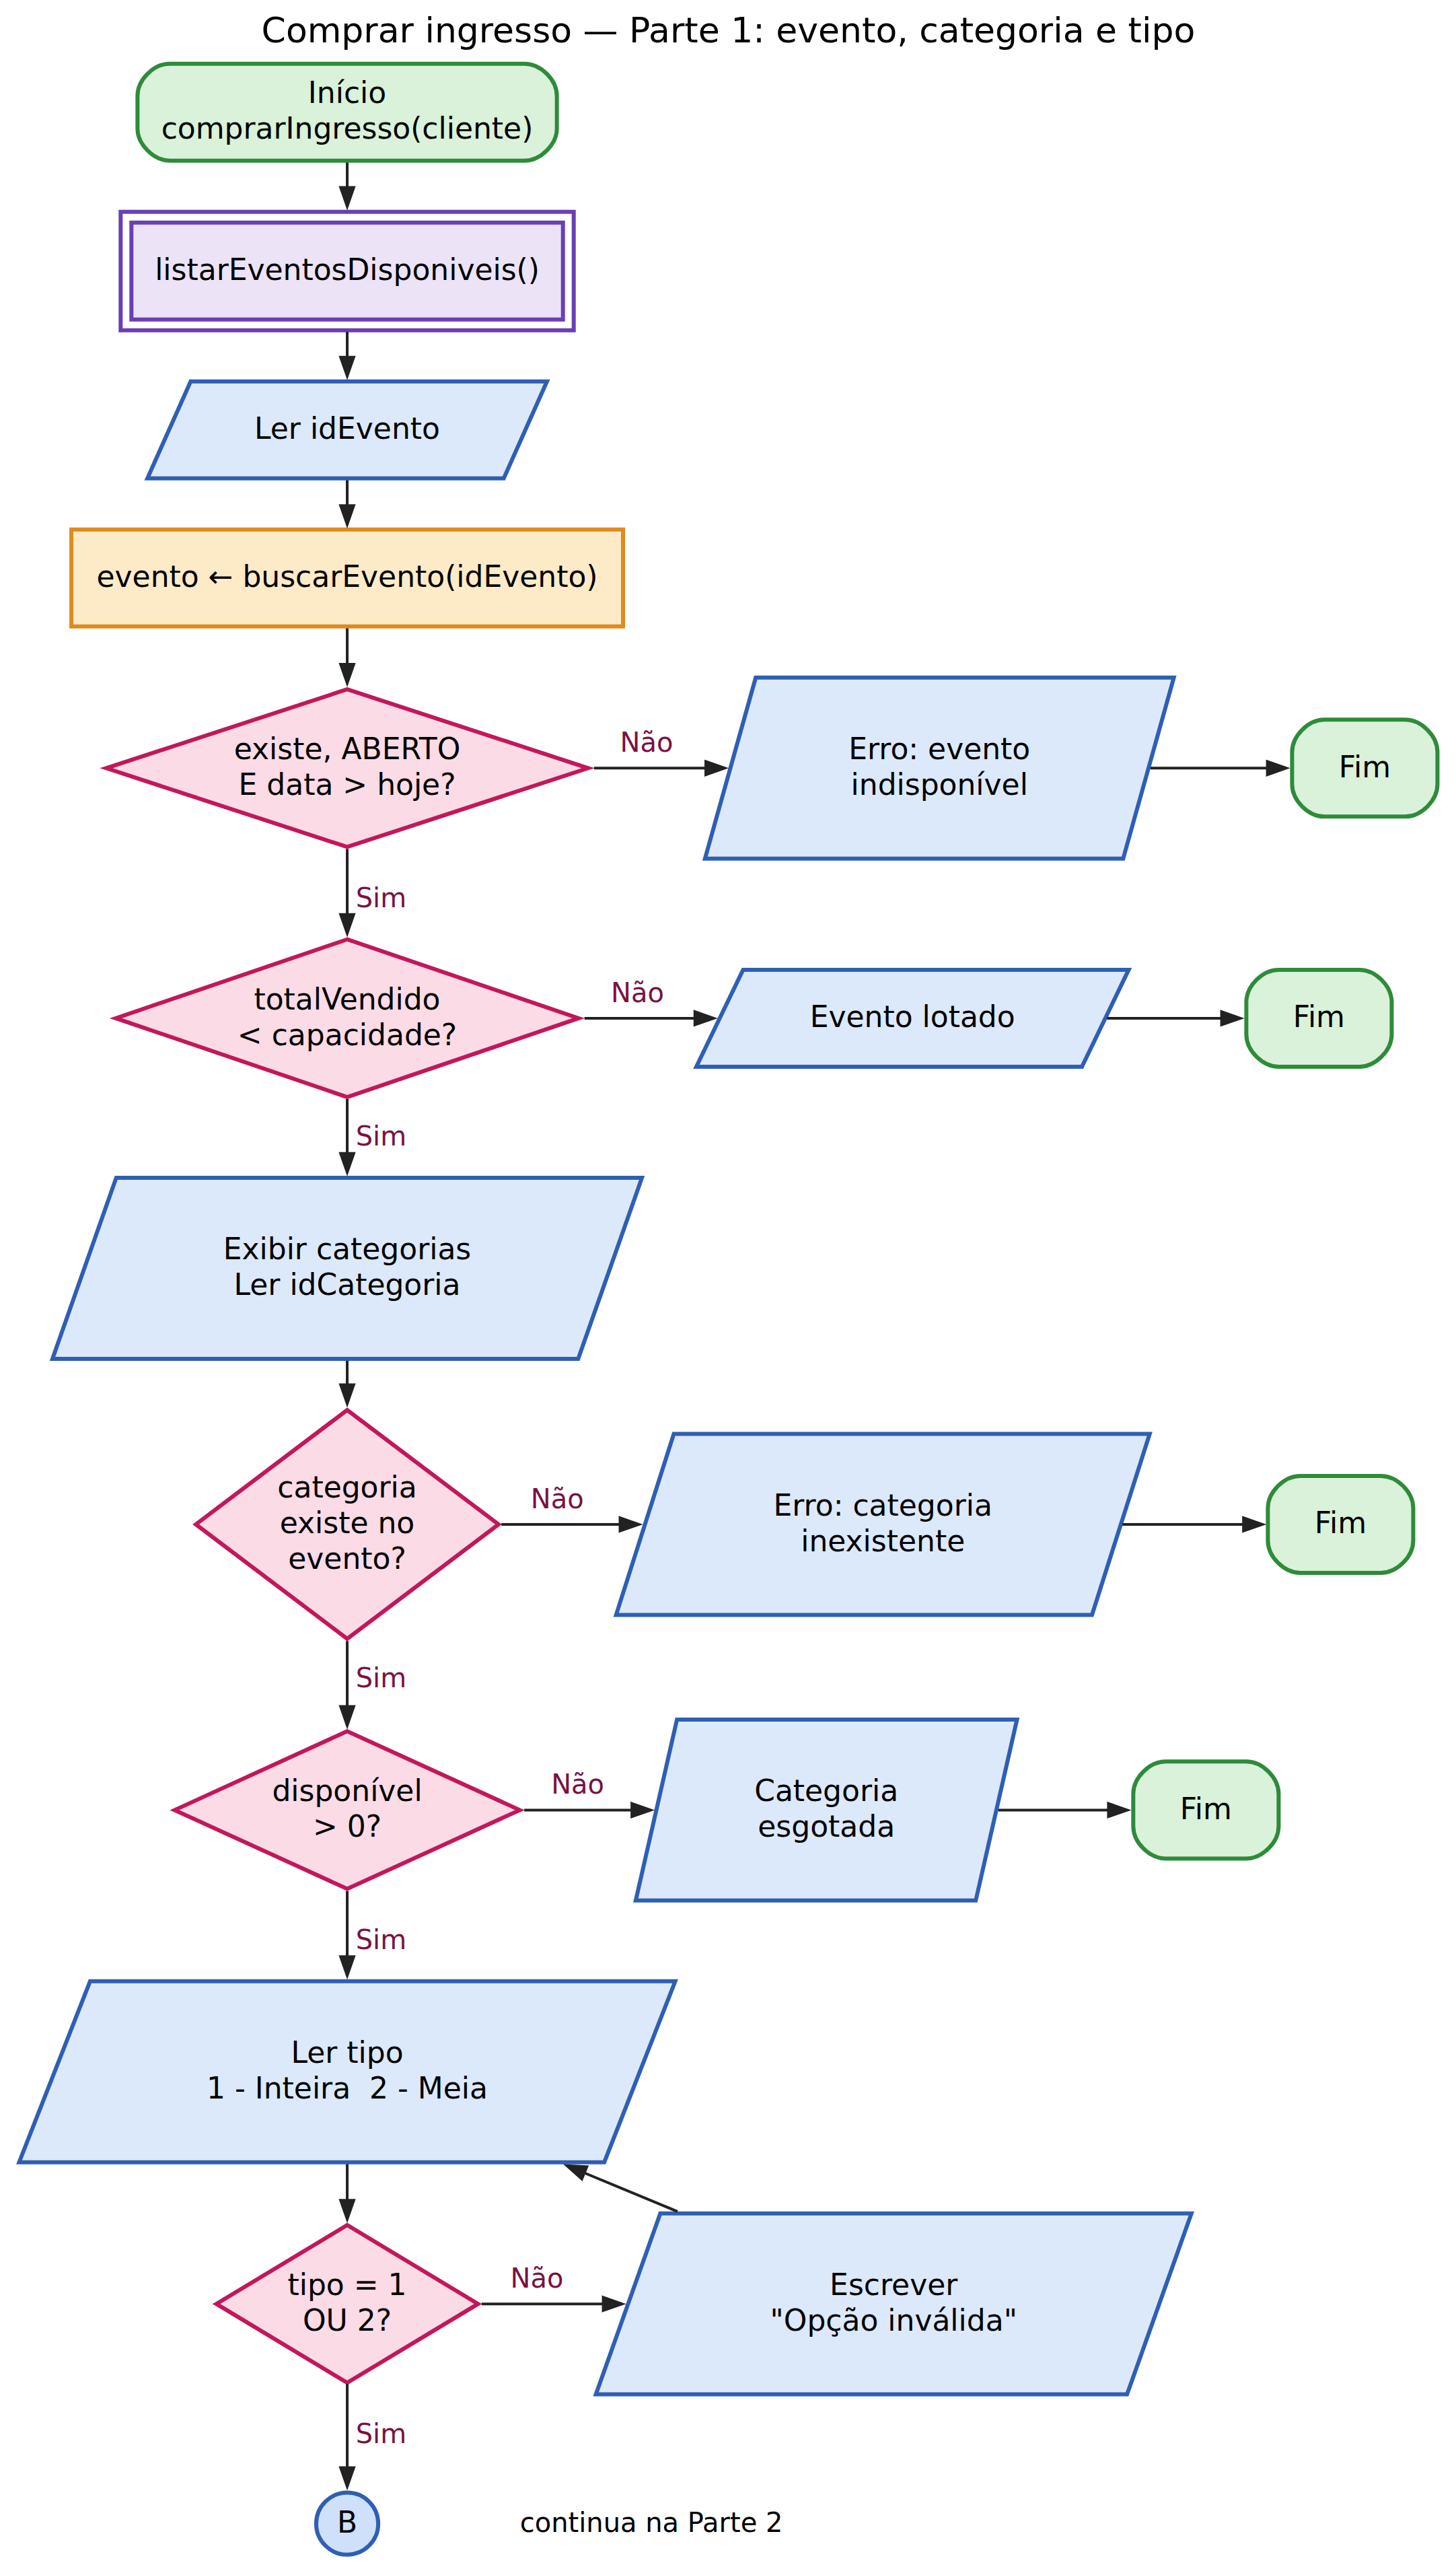 Comprar ingresso — Parte 1: evento, categoria e tipo
Início
comprarIngresso(cliente)
listarEventosDisponiveis()
Ler idEvento
evento ← buscarEvento(idEvento)
existe, ABERTO
E data > hoje?
Não
Erro: evento
indisponível
Fim
Sim
totalVendido
< capacidade?
Não
Evento lotado
Fim
Sim
Exibir categorias
Ler idCategoria
categoria
existe no
evento?
Não
Erro: categoria
inexistente
Fim
Sim
disponível
> 0?
Não
Categoria
esgotada
Fim
Sim
Ler tipo
1 - Inteira  2 - Meia
tipo = 1
OU 2?
Não
Escrever
"Opção inválida"
Sim
B
continua na Parte 2